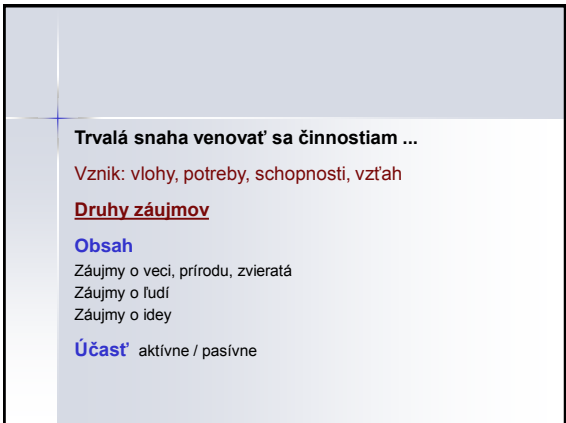 Trvalá snaha venovať sa činnostiam ...
Vznik: vlohy, potreby, schopnosti, vzťah
Druhy záujmov
Obsah
Záujmy o veci, prírodu, zvieratá
Záujmy o ľudí
Záujmy o idey
Účasť aktívne / pasívne